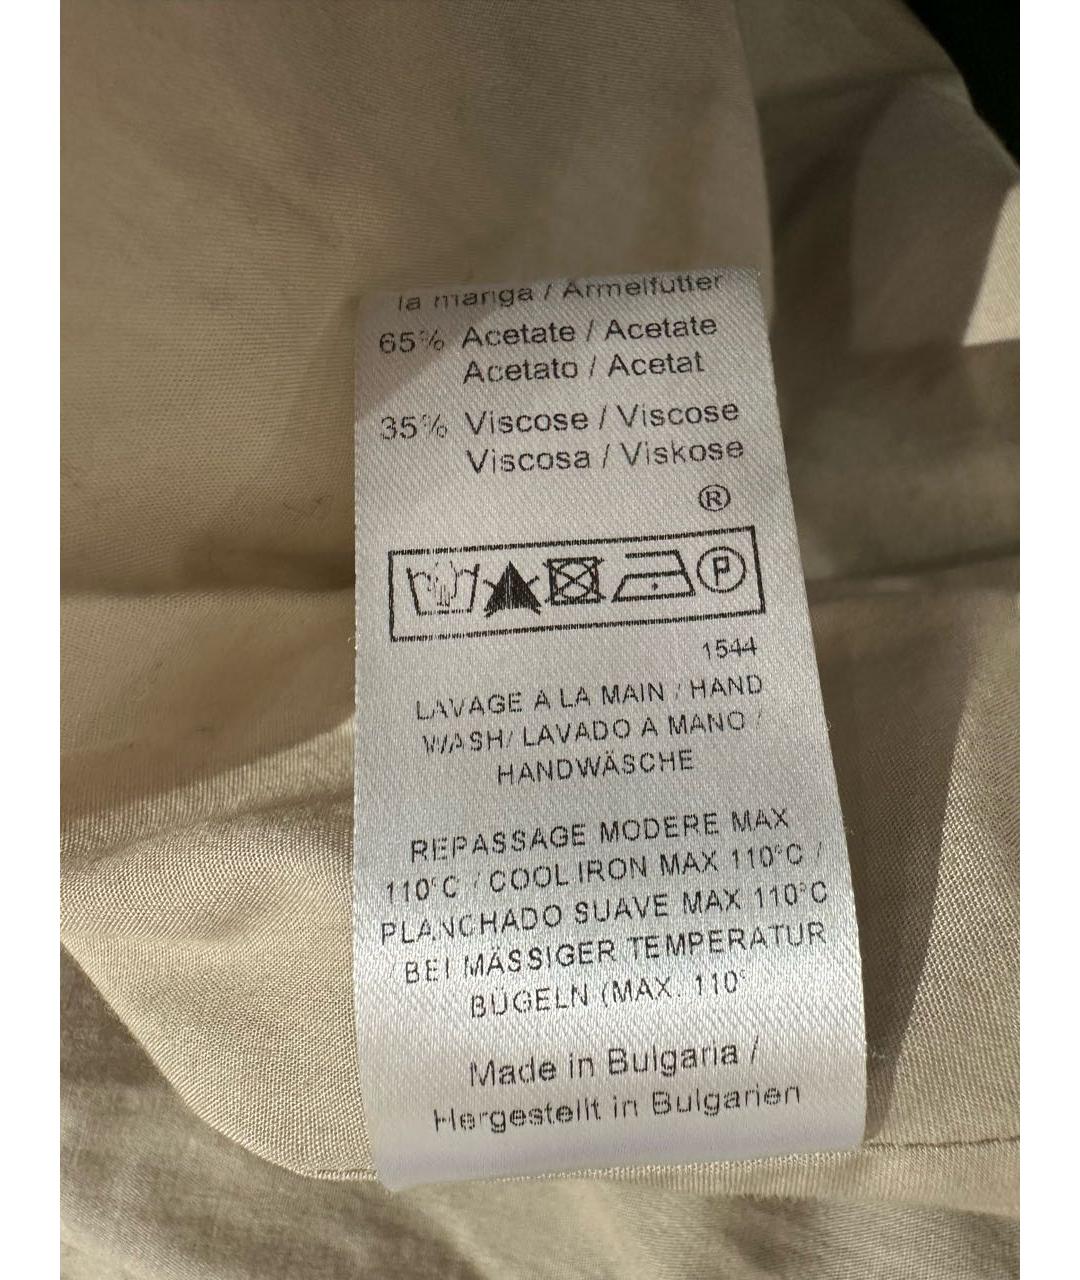 la manga / Ärmelfutter
65% Acetate / Acetate
Acetato / Acetat
35% Viscose / Viscose
Viscosa / Viskose
®
P
1544
LAVAGE A LA MAIN / HAND
WASH/ LAVADO A MANO /
HANDWÄSCHE
REPASSAGE MODERE MAX
110°C / COOL IRON MAX 110°C /
PLANCHADO SUAVE MAX 110°C
/ BEI MÄSSIGER TEMPERATUR
BÜGELN (MAX. 110°
Made in Bulgaria /
Hergestellt in Bulgarien